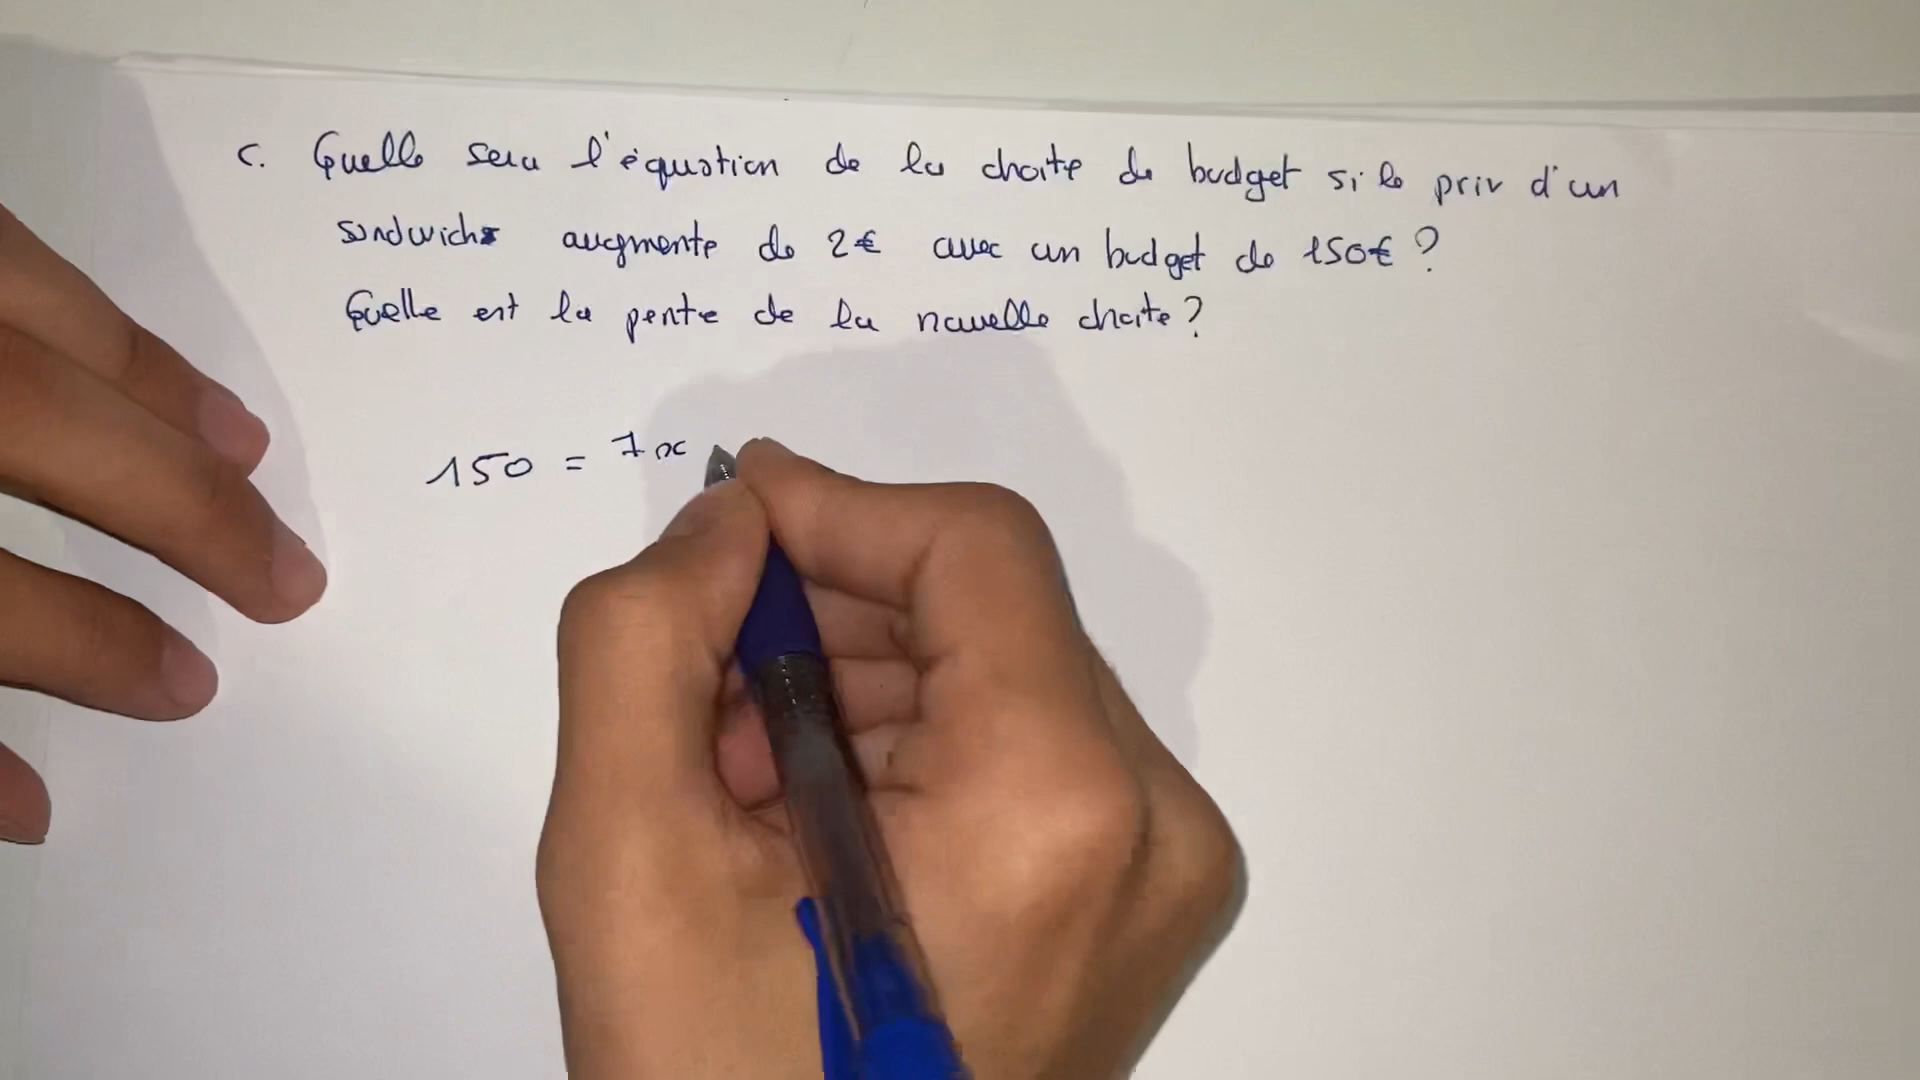 c. Quelle sera l'équation de la droite de budget si le prix d'un
sandwichs augmente de 2€ avec un budget de 150€ ?
Quelle est la pente de la nouvelle droite ?
150 = 7x